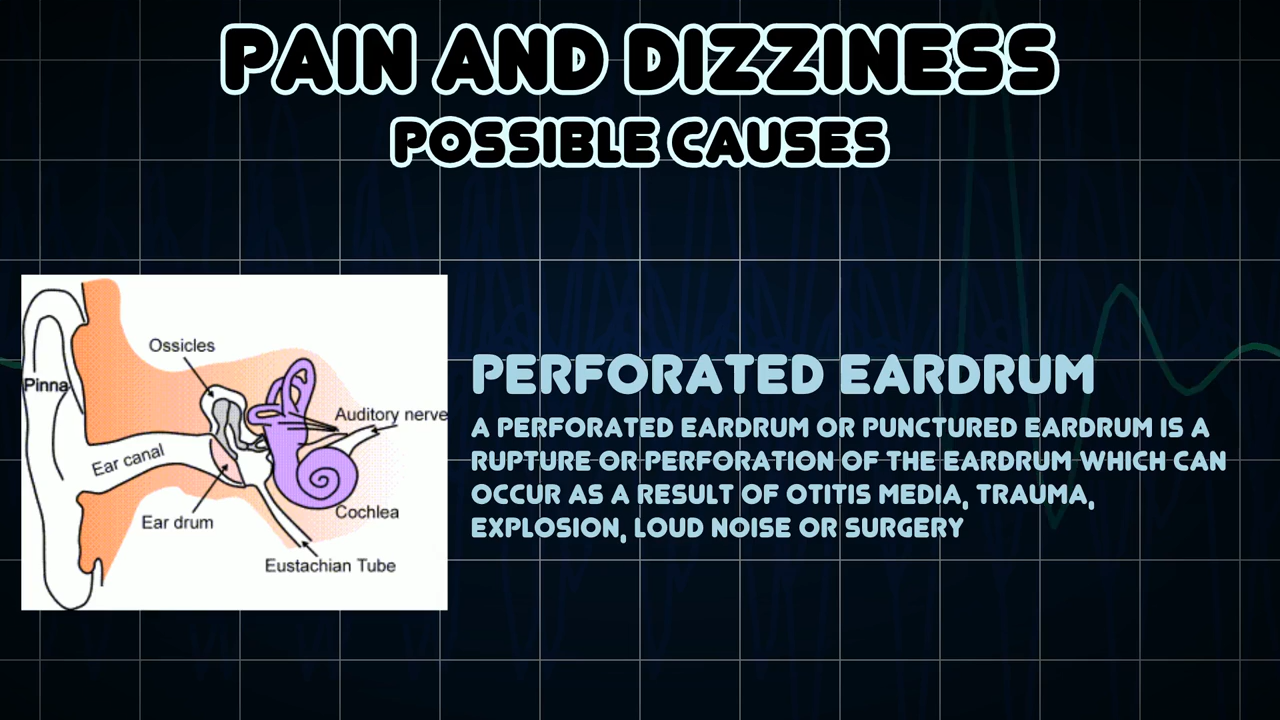 PAIN AND DIZZINESS
POSSIBLE CAUSES
Ossicles
Pinna
Auditory nerve
Ear canal
Cochlea
Ear drum
Eustachian Tube
PERFORATED EARDRUM
A PERFORATED EARDRUM OR PUNCTURED EARDRUM IS A
RUPTURE OR PERFORATION OF THE EARDRUM WHICH CAN
OCCUR AS A RESULT OF OTITIS MEDIA, TRAUMA,
EXPLOSION, LOUD NOISE OR SURGERY